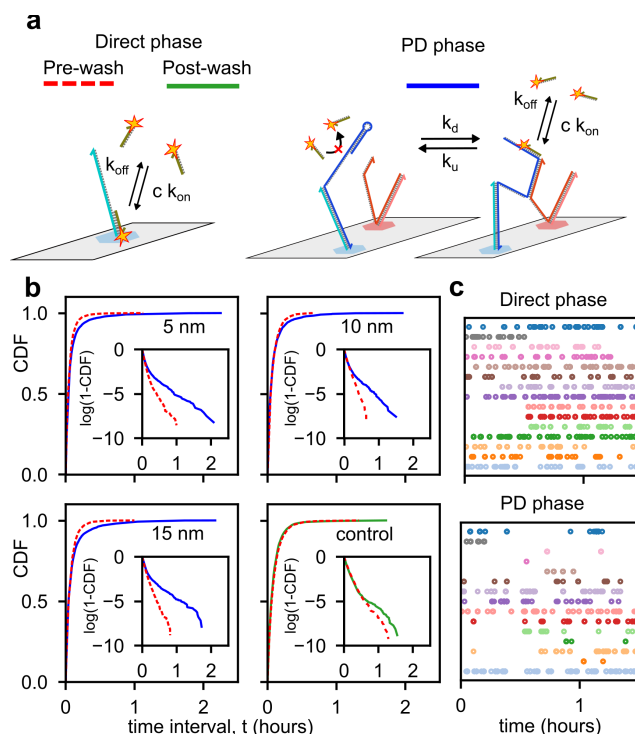 a
Direct phase
PD phase
Pre-wash
Post-wash
k_off
c k_on
k_d
k_u
k_off
c k_on
b
c
CDF
1.0
0.5
0.0
5 nm
log(1-CDF)
0
−5
−10
0
1
2
10 nm
log(1-CDF)
0
−5
−10
0
1
2
Direct phase
CDF
1.0
0.5
0.0
15 nm
log(1-CDF)
0
−5
−10
0
1
2
control
log(1-CDF)
0
−5
−10
0
1
2
PD phase
0
1
2
0
1
2
0
1
time interval, t (hours)
time (hours)